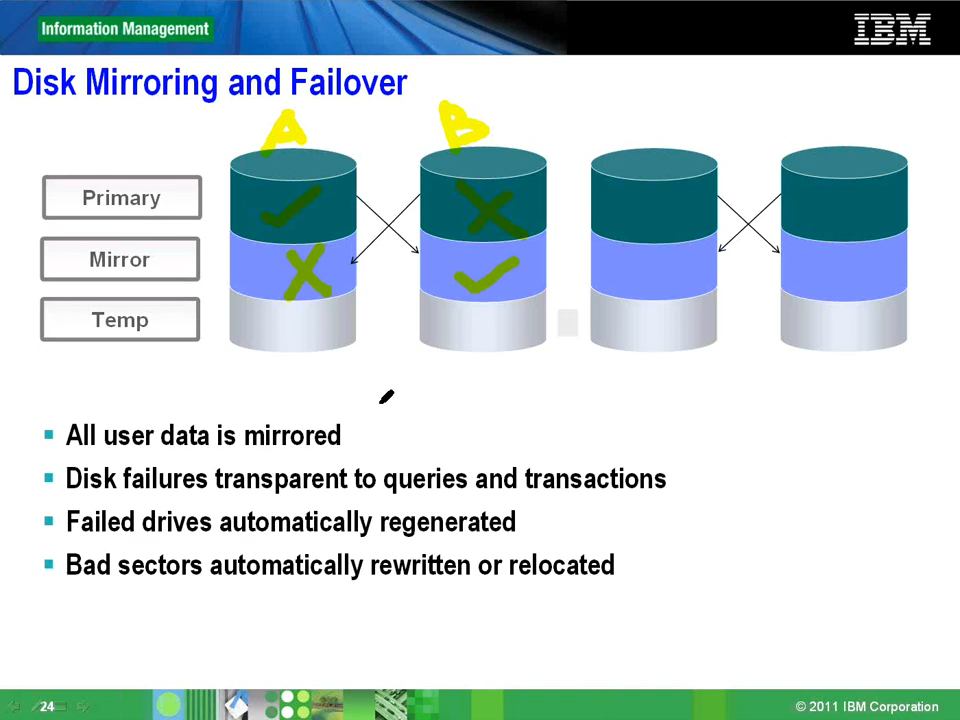 Information Management
IBM
Disk Mirroring and Failover
A
B
Primary
Mirror
Temp
All user data is mirrored
Disk failures transparent to queries and transactions
Failed drives automatically regenerated
Bad sectors automatically rewritten or relocated
24
© 2011 IBM Corporation